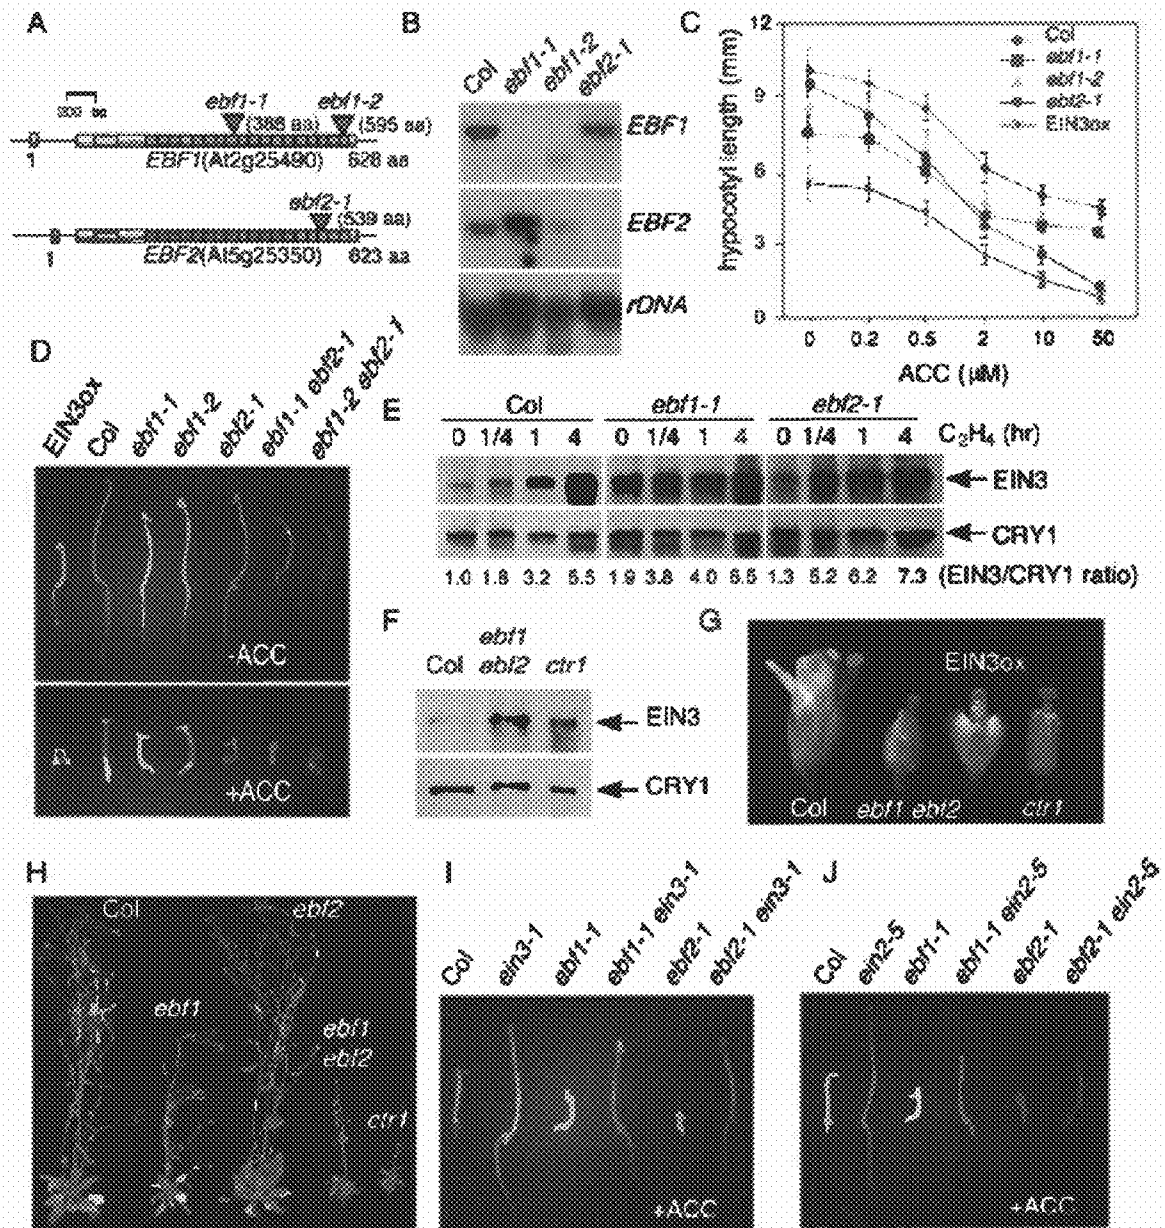 A
ebf1-1
ebf1-2
(388 aa)
(595 aa)
1
EBF1(At2g25490)
628 aa
ebf2-1
(539 aa)
1
EBF2(At5g25350)
623 aa
B
Col
ebf1-1
ebf1-2
ebf2-1
EBF1
EBF2
rDNA
C
hypocotyl length (mm)
12
9
6
3
0
0
0.2
0.5
2
10
50
ACC (µM)
Col
ebf1-1
ebf1-2
ebf2-1
EIN3ox
D
EIN3ox
Col
ebf1-1
ebf1-2
ebf2-1
ebf1-1 ebf2-1
ebf1-2 ebf2-1
-ACC
+ACC
E
Col
ebf1-1
ebf2-1
0 1/4 1 4 0 1/4 1 4 0 1/4 1 4 C₂H₄ (hr)
EIN3
CRY1
1.0 1.8 3.2 5.5 1.9 3.8 4.0 5.5 1.3 5.2 6.2 7.3 (EIN3/CRY1 ratio)
F
Col
ebf1
ebf2
ctr1
EIN3
CRY1
G
EIN3ox
Col
ebf1 ebf2
ctr1
H
Col
ebf2
ebf1
ebf1
ebf2
ctr1
I
Col
ein3-1
ebf1-1
ebf1-1 ein3-1
ebf2-1
ebf2-1 ein3-1
+ACC
J
Col
ein2-5
ebf1-1
ebf1-1 ein2-5
ebf2-1
ebf2-1 ein2-5
+ACC